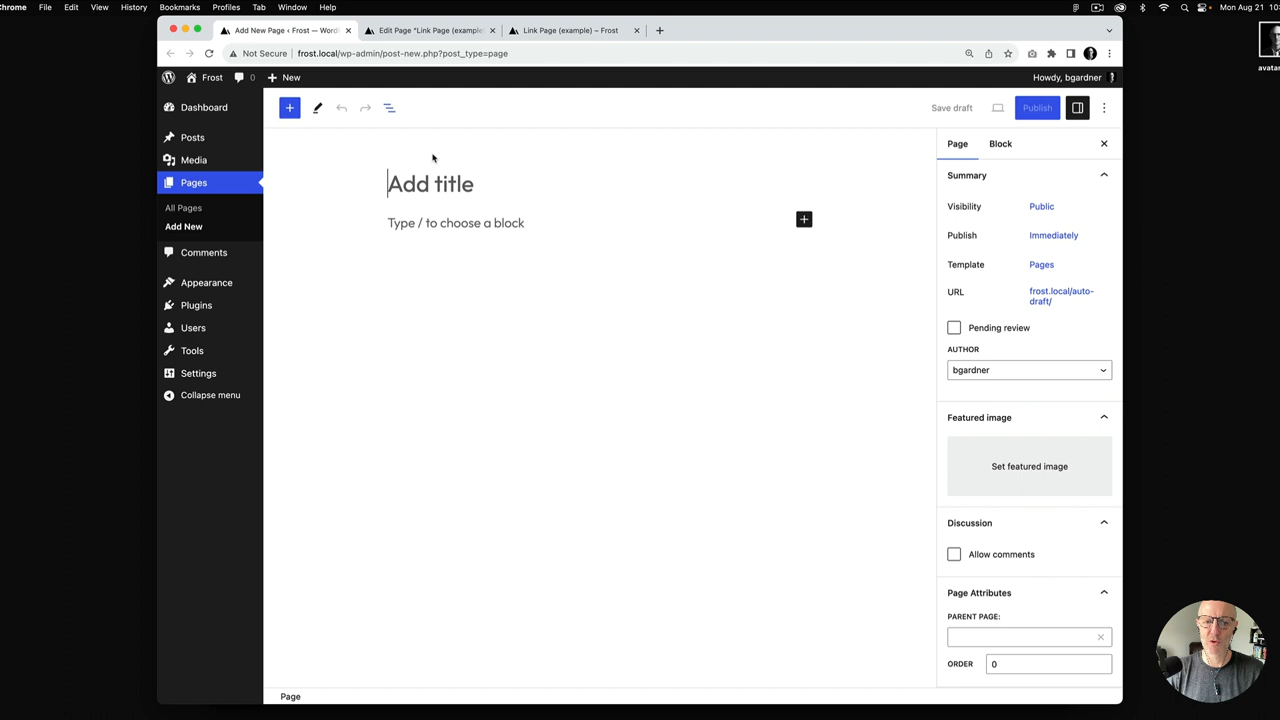 Chrome File Edit View History Bookmarks Profiles Tab Window Help
Mon Aug 21
Add New Page ‹ Frost — Word
Edit Page "Link Page (example)
Link Page (example) – Frost
Not Secure
frost.local/wp-admin/post-new.php?post_type=page
Frost
0
New
Howdy, bgardner
Dashboard
Posts
Media
Pages
All Pages
Add New
Comments
Appearance
Plugins
Users
Tools
Settings
Collapse menu
Save draft
Publish
Add title
Type / to choose a block
Page
Block
Summary
Visibility
Public
Publish
Immediately
Template
Pages
URL
frost.local/auto-
draft/
Pending review
AUTHOR
bgardner
Featured image
Set featured image
Discussion
Allow comments
Page Attributes
PARENT PAGE:
ORDER
0
Page